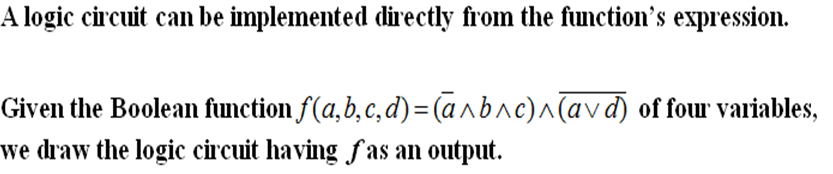 A logic circuit can be implemented directly from the function's expression.
Given the Boolean function f(a,b,c,d)=(a̅∧b∧c)∧(a̅∨̅d̅) of four variables,
we draw the logic circuit having f as an output.